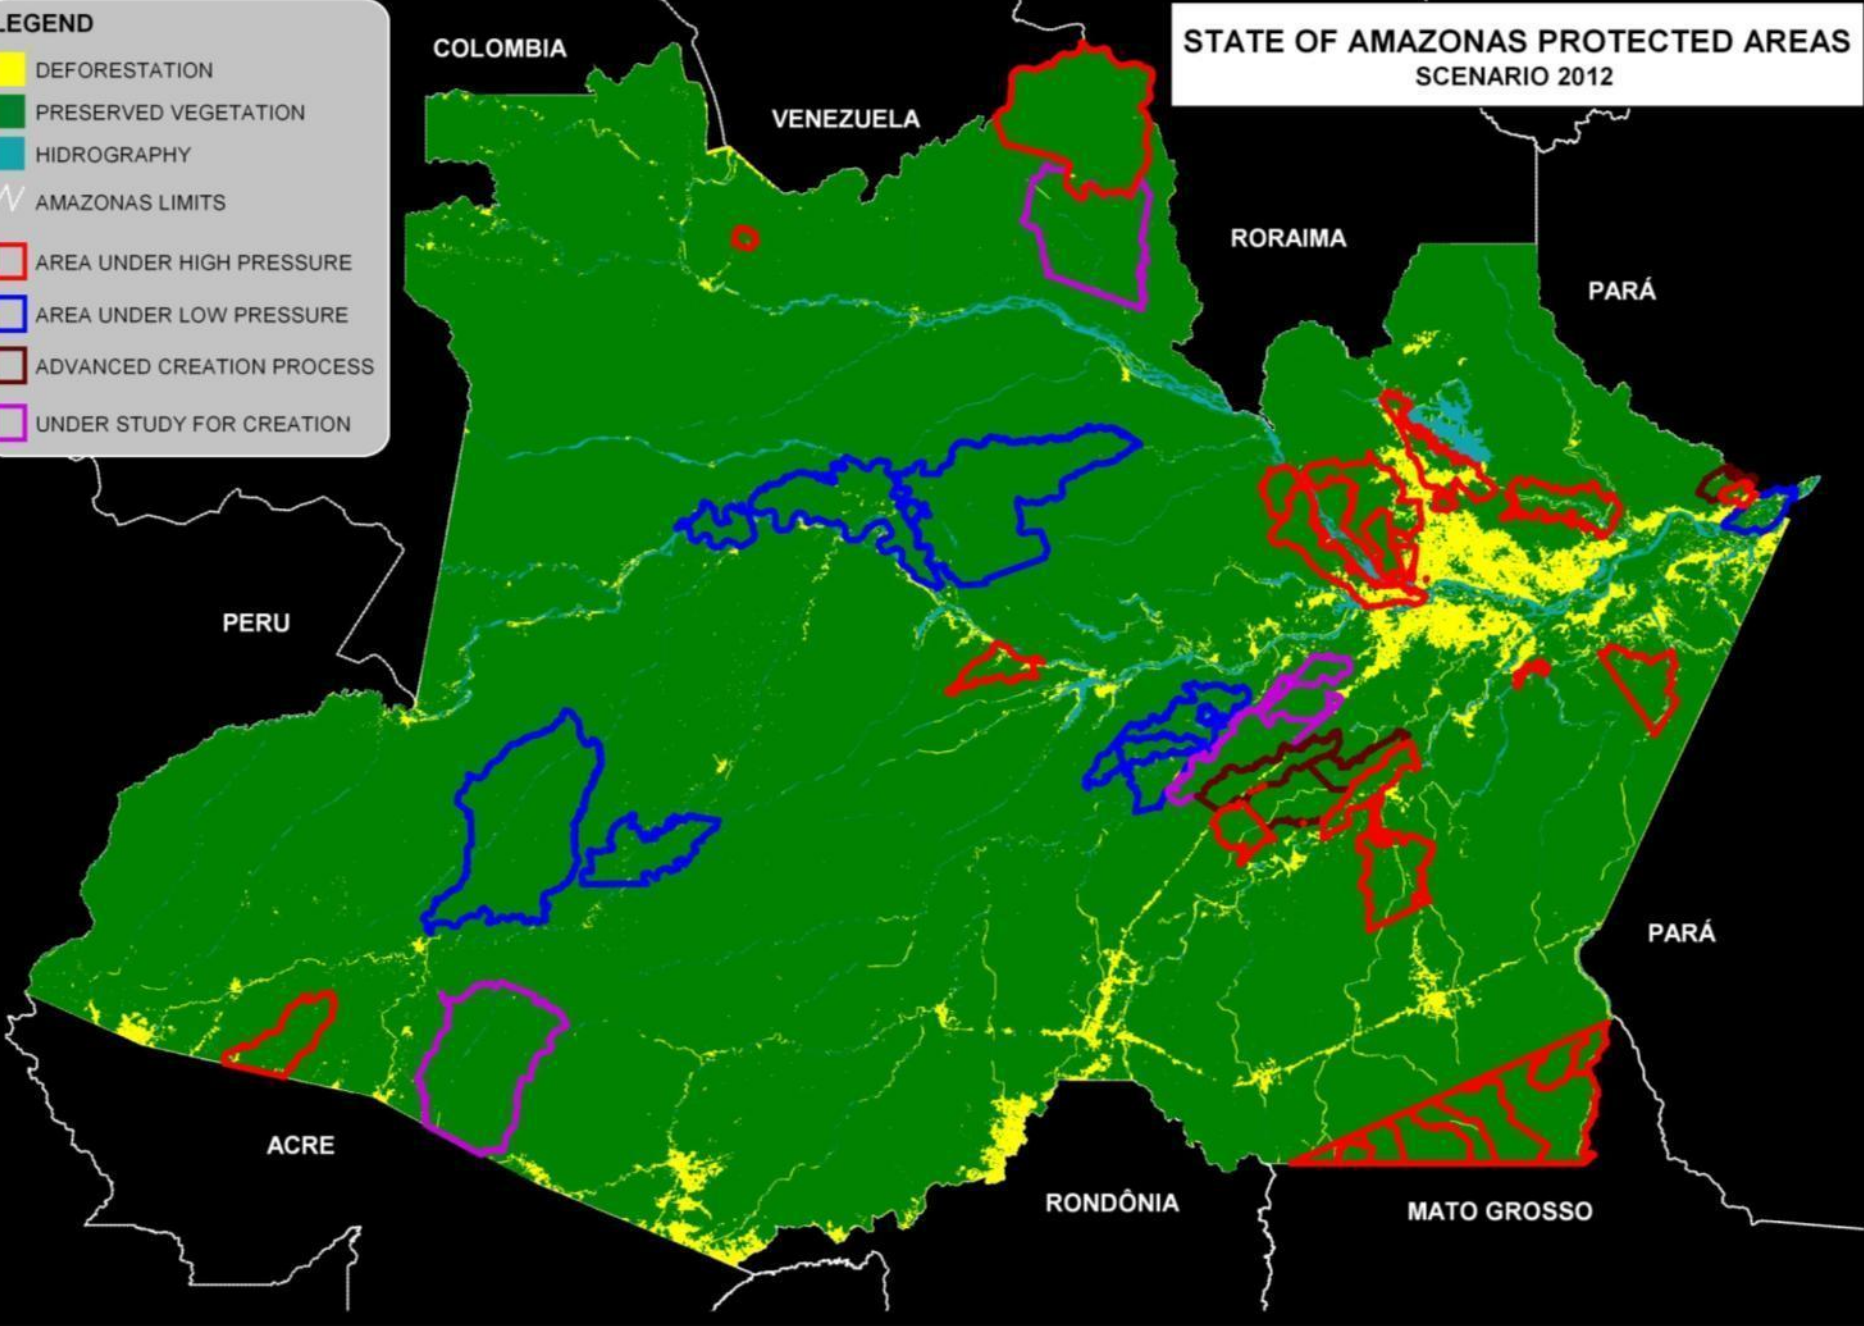 LEGEND
DEFORESTATION
PRESERVED VEGETATION
HIDROGRAPHY
AMAZONAS LIMITS
AREA UNDER HIGH PRESSURE
AREA UNDER LOW PRESSURE
ADVANCED CREATION PROCESS
UNDER STUDY FOR CREATION
STATE OF AMAZONAS PROTECTED AREAS
SCENARIO 2012
COLOMBIA
VENEZUELA
RORAIMA
PARÁ
PERU
PARÁ
ACRE
RONDÔNIA
MATO GROSSO